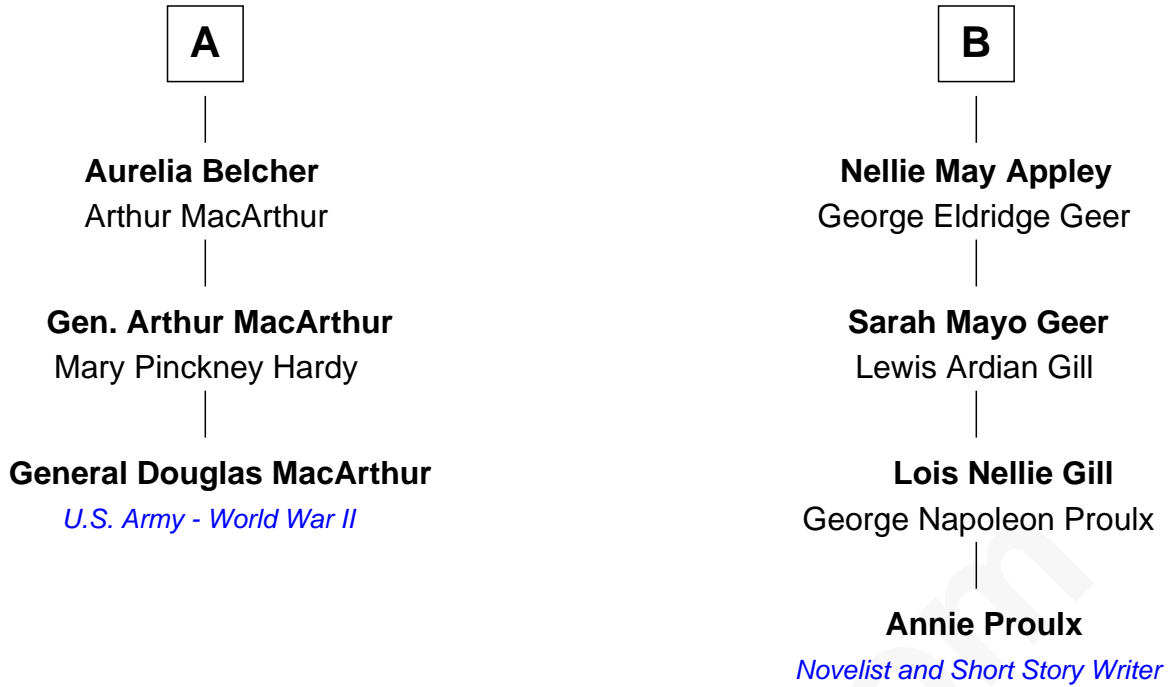 A
Aurelia Belcher
Arthur MacArthur
Gen. Arthur MacArthur
Mary Pinckney Hardy
General Douglas MacArthur
U.S. Army - World War II
B
Nellie May Appley
George Eldridge Geer
Sarah Mayo Geer
Lewis Ardian Gill
Lois Nellie Gill
George Napoleon Proulx
Annie Proulx
Novelist and Short Story Writer